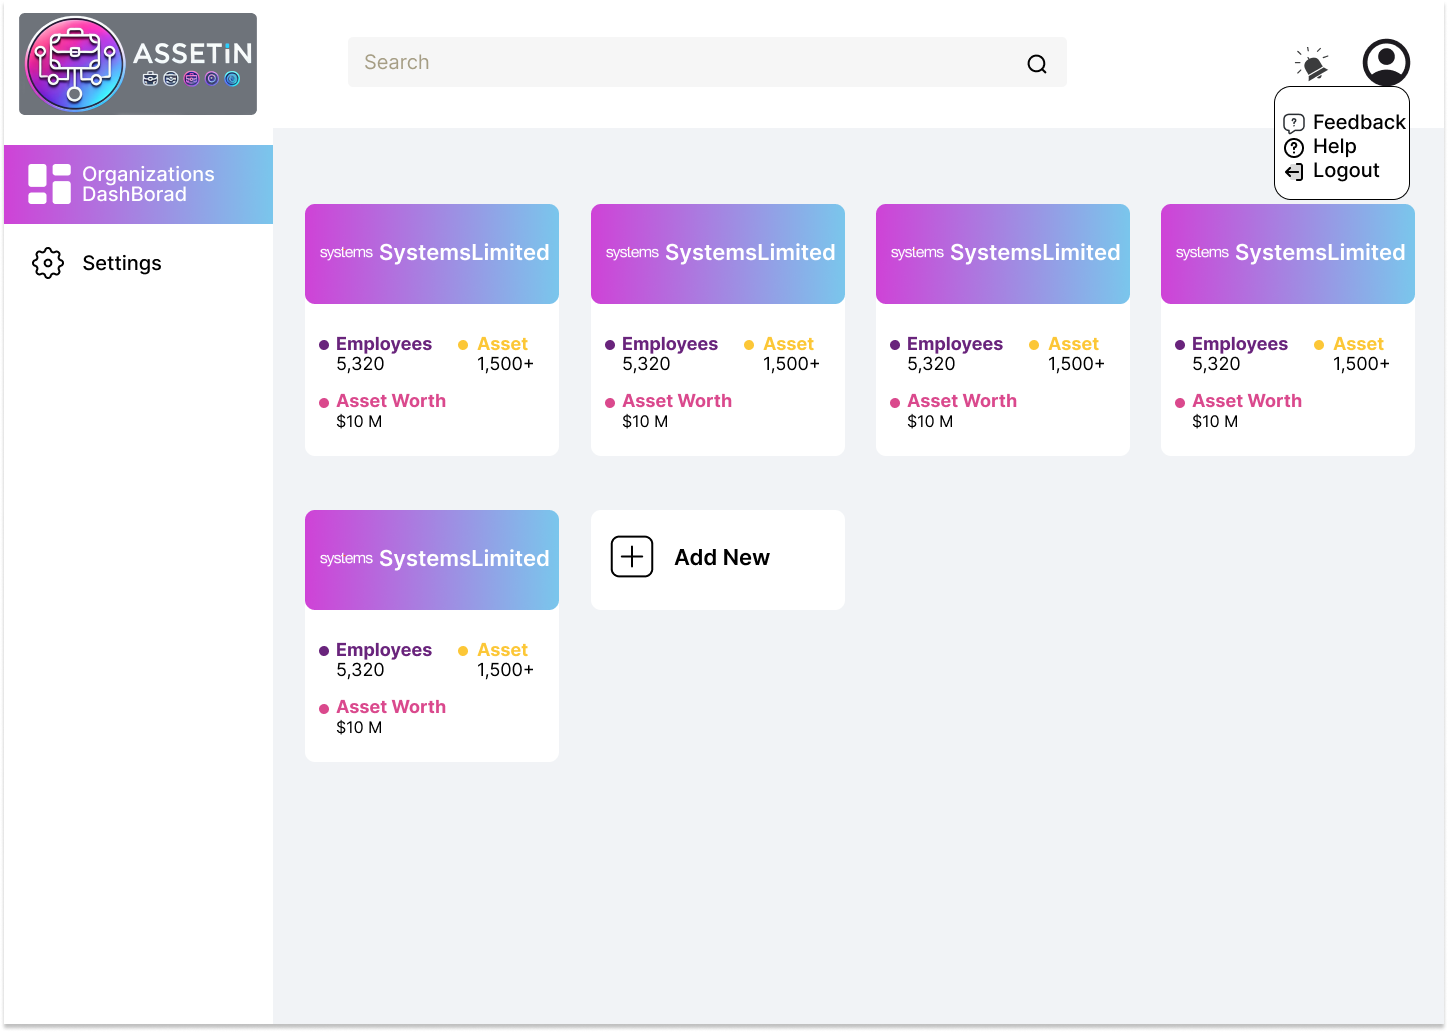 ASSETiN
Search
Feedback
Help
Logout
Organizations
DashBorad
Settings
systems SystemsLimited
Employees
5,320
Asset
1,500+
Asset Worth
$10 M
systems SystemsLimited
Employees
5,320
Asset
1,500+
Asset Worth
$10 M
systems SystemsLimited
Employees
5,320
Asset
1,500+
Asset Worth
$10 M
systems SystemsLimited
Employees
5,320
Asset
1,500+
Asset Worth
$10 M
systems SystemsLimited
Employees
5,320
Asset
1,500+
Asset Worth
$10 M
Add New